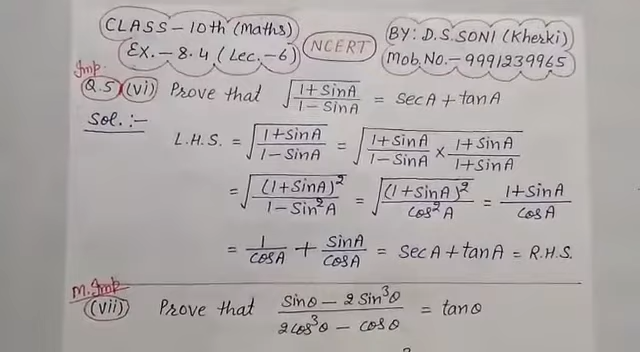 CLASS - 10th (Maths)
EX. - 8.4 (Lec. - 6)
NCERT
BY: D.S.SONI (Kherki)
Mob.No. - 9991239965
Imp.
Q.5 (vi) Prove that √((1+SinA)/(1-SinA)) = secA + tanA
Sol. :-
L.H.S. = √((1+sinA)/(1-SinA)) = √((1+SinA)/(1-SinA) × (1+SinA)/(1+SinA))
= √((1+SinA)²/(1-Sin²A)) = √((1+SinA)²/cos²A) = (1+SinA)/cosA
= 1/cosA + SinA/cosA = secA + tanA = R.H.S.
M.Imp
(vii) Prove that (Sinθ - 2Sin³θ)/(2cos³θ - cosθ) = tanθ